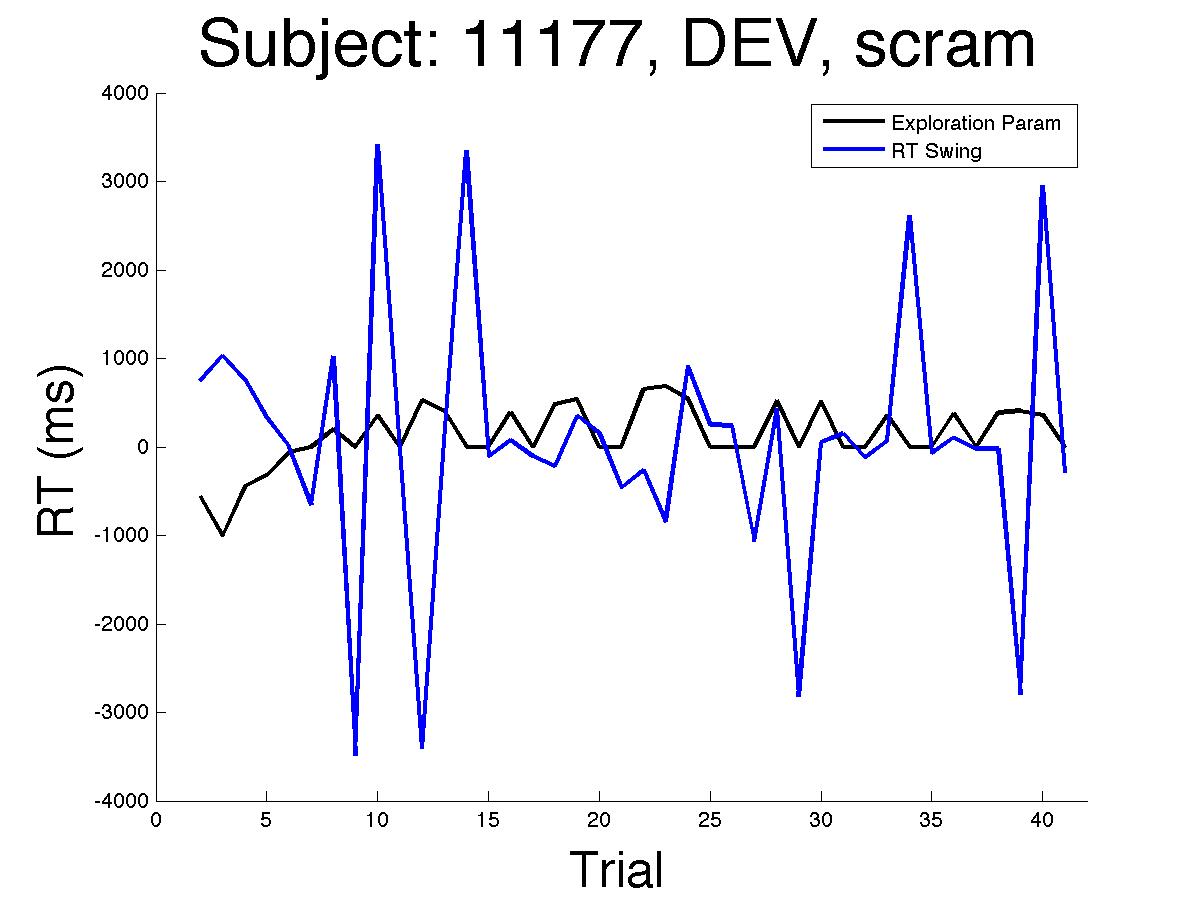 Subject: 11177, DEV, scram
Exploration Param
RT Swing
4000
3000
2000
1000
0
-1000
-2000
-3000
-4000
RT (ms)
0 5 10 15 20 25 30 35 40
Trial